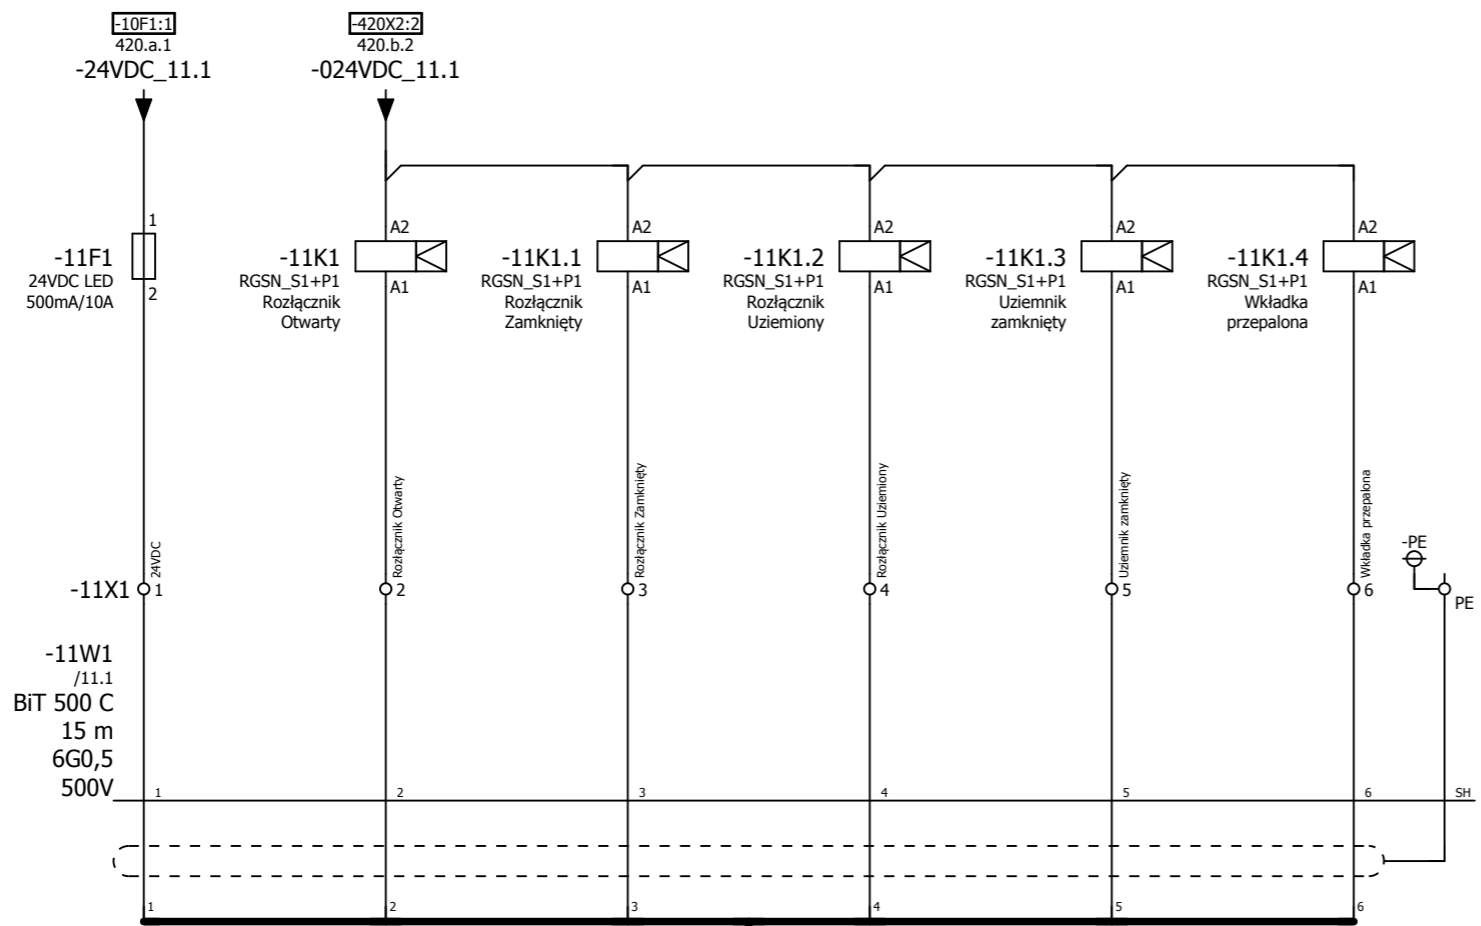 -10F1:1
420.a.1
-24VDC_11.1
-420X2:2
420.b.2
-024VDC_11.1
1
-11F1
24VDC LED
500mA/10A
2
A2
-11K1
RGSN_S1+P1
Rozłącznik
Otwarty
A1
A2
-11K1.1
RGSN_S1+P1
Rozłącznik
Zamknięty
A1
A2
-11K1.2
RGSN_S1+P1
Rozłącznik
Uziemiony
A1
A2
-11K1.3
RGSN_S1+P1
Uziemnik
zamknięty
A1
A2
-11K1.4
RGSN_S1+P1
Wkładka
przepalona
A1
24VDC
Rozłącznik Otwarty
Rozłącznik Zamknięty
Rozłącznik Uziemiony
Uziemnik zamknięty
Wkładka przepalona
-PE
-11X1 1 2 3 4 5 6 PE
-11W1
/11.1
BiT 500 C
15 m
6G0,5
500V
1 2 3 4 5 6 SH
1 2 3 4 5 6